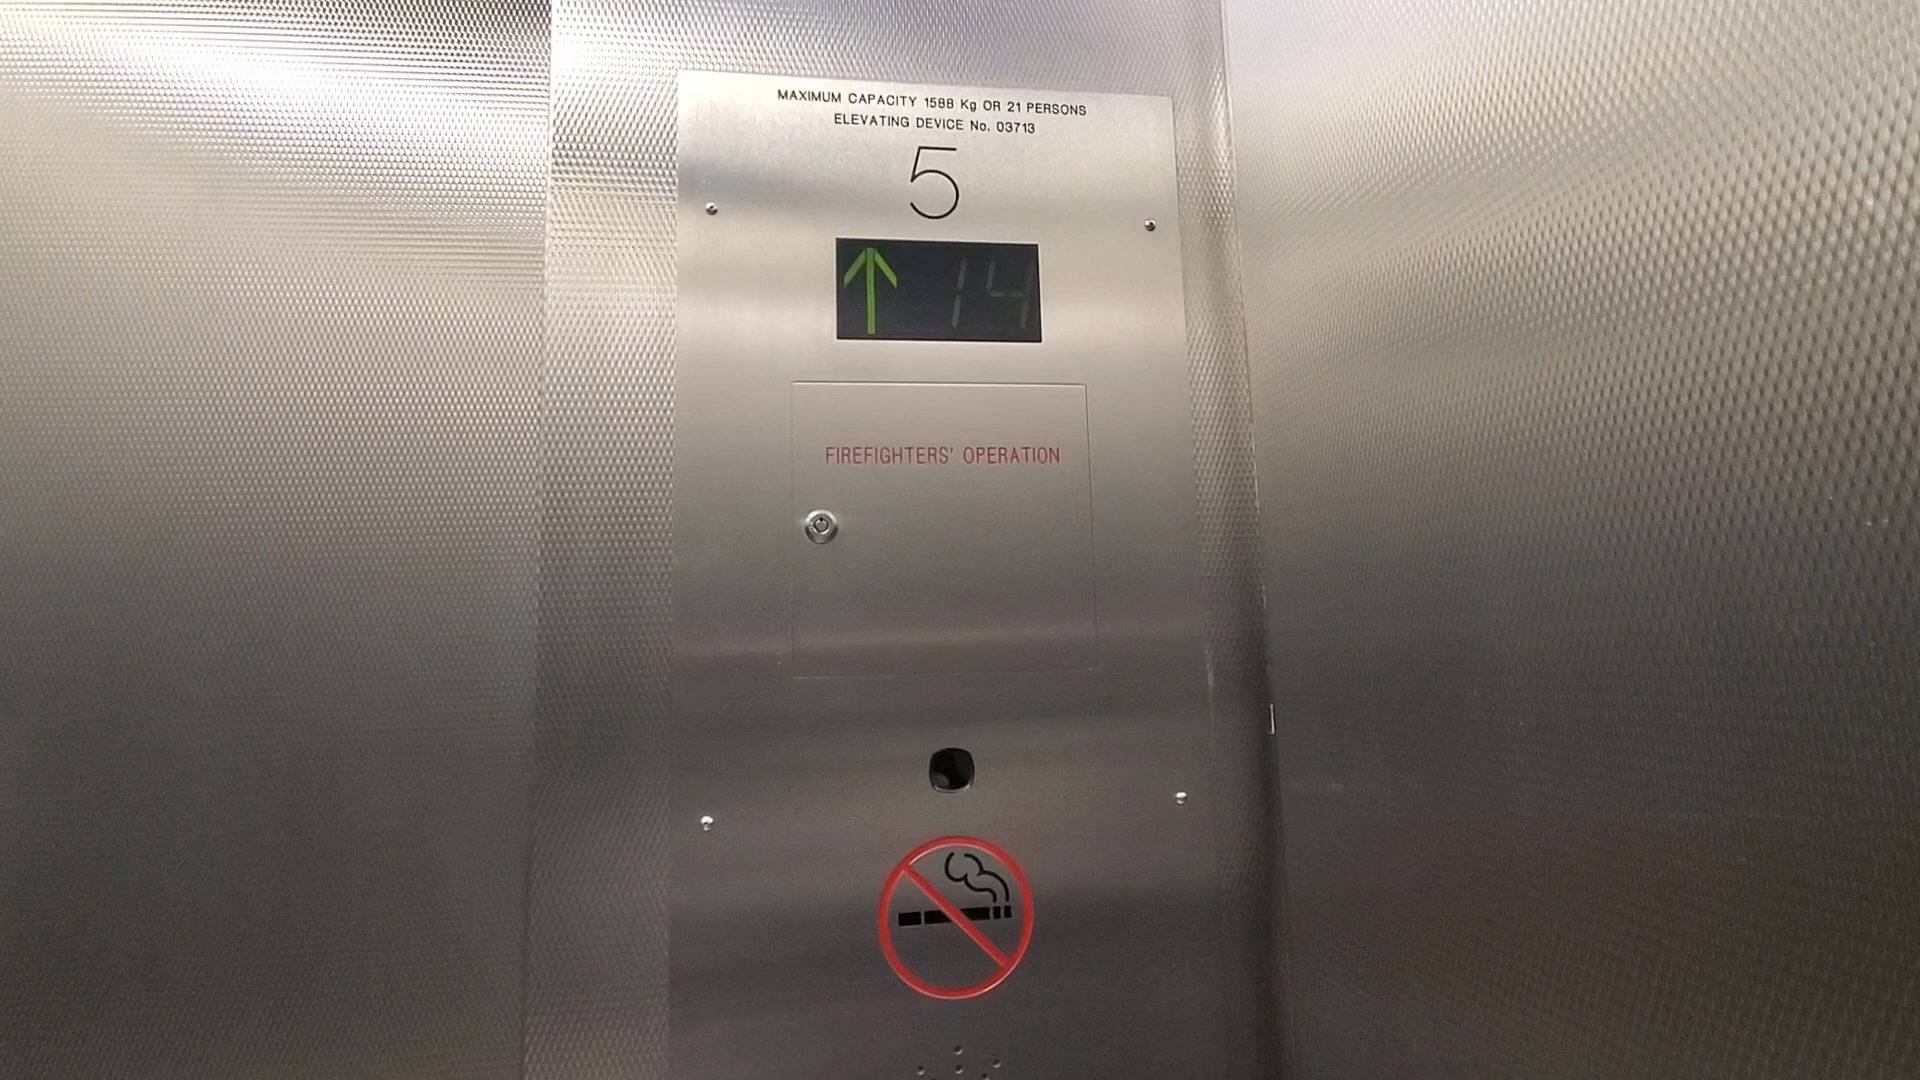 MAXIMUM CAPACITY 1588 Kg OR 21 PERSONS
ELEVATING DEVICE No. 03713
5
↑ 14
FIREFIGHTERS' OPERATION